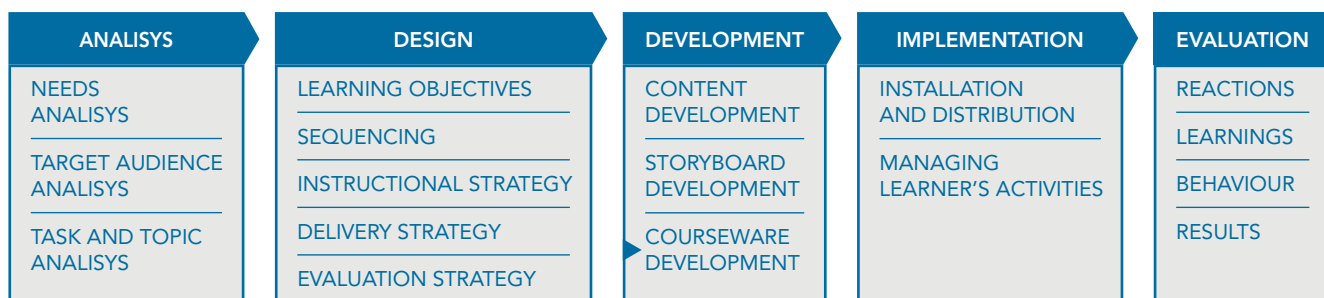 ANALISYS
NEEDS
ANALISYS
TARGET AUDIENCE
ANALISYS
TASK AND TOPIC
ANALISYS
DESIGN
LEARNING OBJECTIVES
SEQUENCING
INSTRUCTIONAL STRATEGY
DELIVERY STRATEGY
EVALUATION STRATEGY
DEVELOPMENT
CONTENT
DEVELOPMENT
STORYBOARD
DEVELOPMENT
COURSEWARE
DEVELOPMENT
IMPLEMENTATION
INSTALLATION
AND DISTRIBUTION
MANAGING
LEARNER'S ACTIVITIES
EVALUATION
REACTIONS
LEARNINGS
BEHAVIOUR
RESULTS